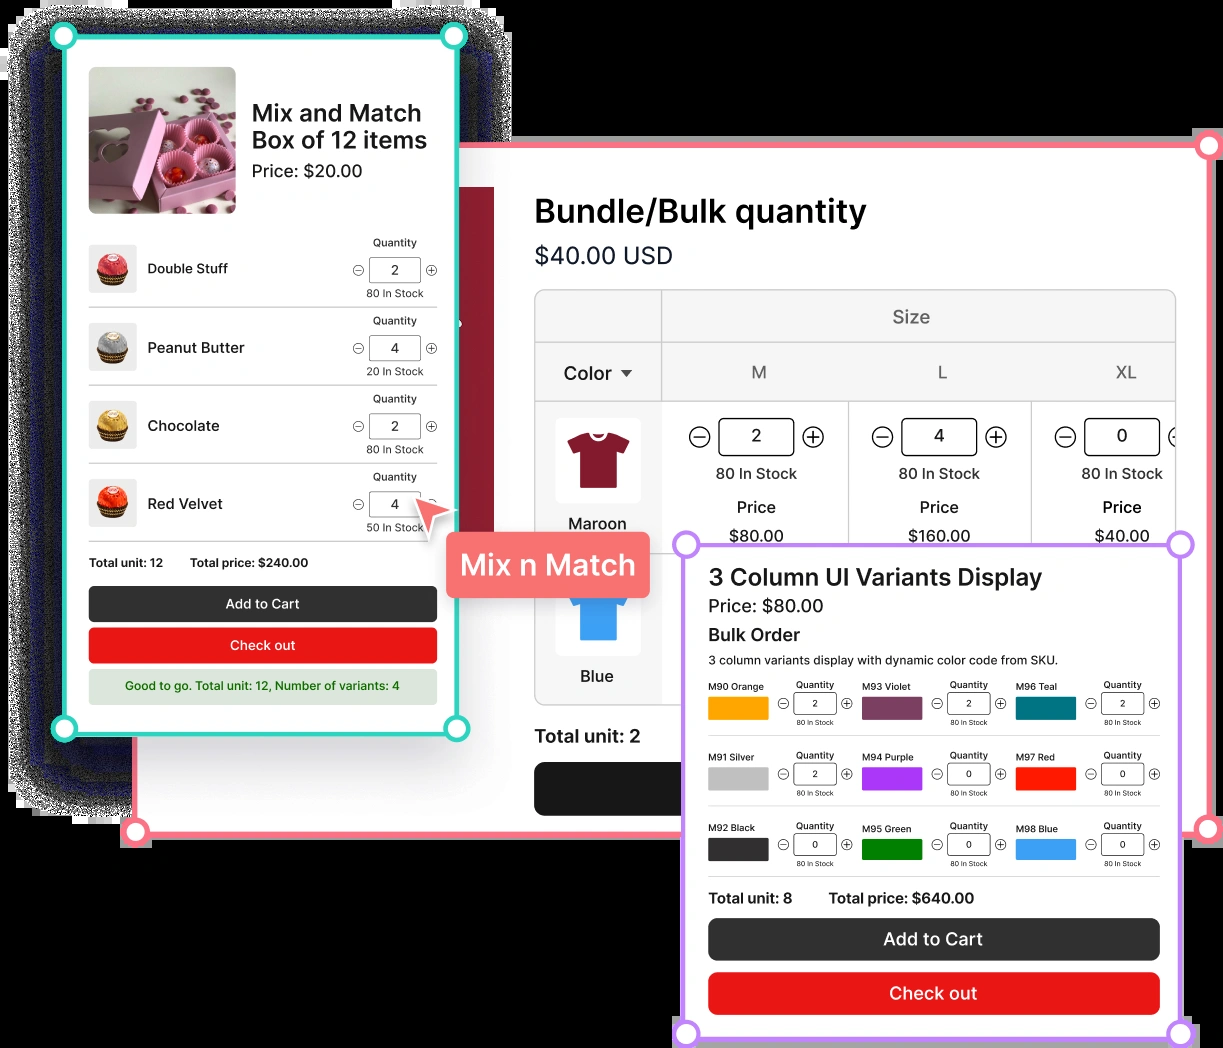 Mix and Match
Box of 12 items
Price: $20.00
Quantity
Double Stuff
2
80 In Stock
Quantity
Peanut Butter
4
20 In Stock
Quantity
Chocolate
2
80 In Stock
Quantity
Red Velvet
4
50 In Stock
Total unit: 12 Total price: $240.00
Add to Cart
Check out
Good to go. Total unit: 12, Number of variants: 4
Mix n Match
Bundle/Bulk quantity
$40.00 USD
Size
Color M L XL
2 4 0
80 In Stock 80 In Stock 80 In Stock
Price Price Price
Maroon $80.00 $160.00 $40.00
Blue
Total unit: 2
3 Column UI Variants Display
Price: $80.00
Bulk Order
3 column variants display with dynamic color code from SKU.
M90 Orange Quantity M93 Violet Quantity M96 Teal Quantity
2 2 2
80 In Stock 80 In Stock 80 In Stock
M91 Silver Quantity M94 Purple Quantity M97 Red Quantity
2 0 0
80 In Stock 80 In Stock 80 In Stock
M92 Black Quantity M95 Green Quantity M98 Blue Quantity
0 0 0
80 In Stock 80 In Stock 80 In Stock
Total unit: 8 Total price: $640.00
Add to Cart
Check out